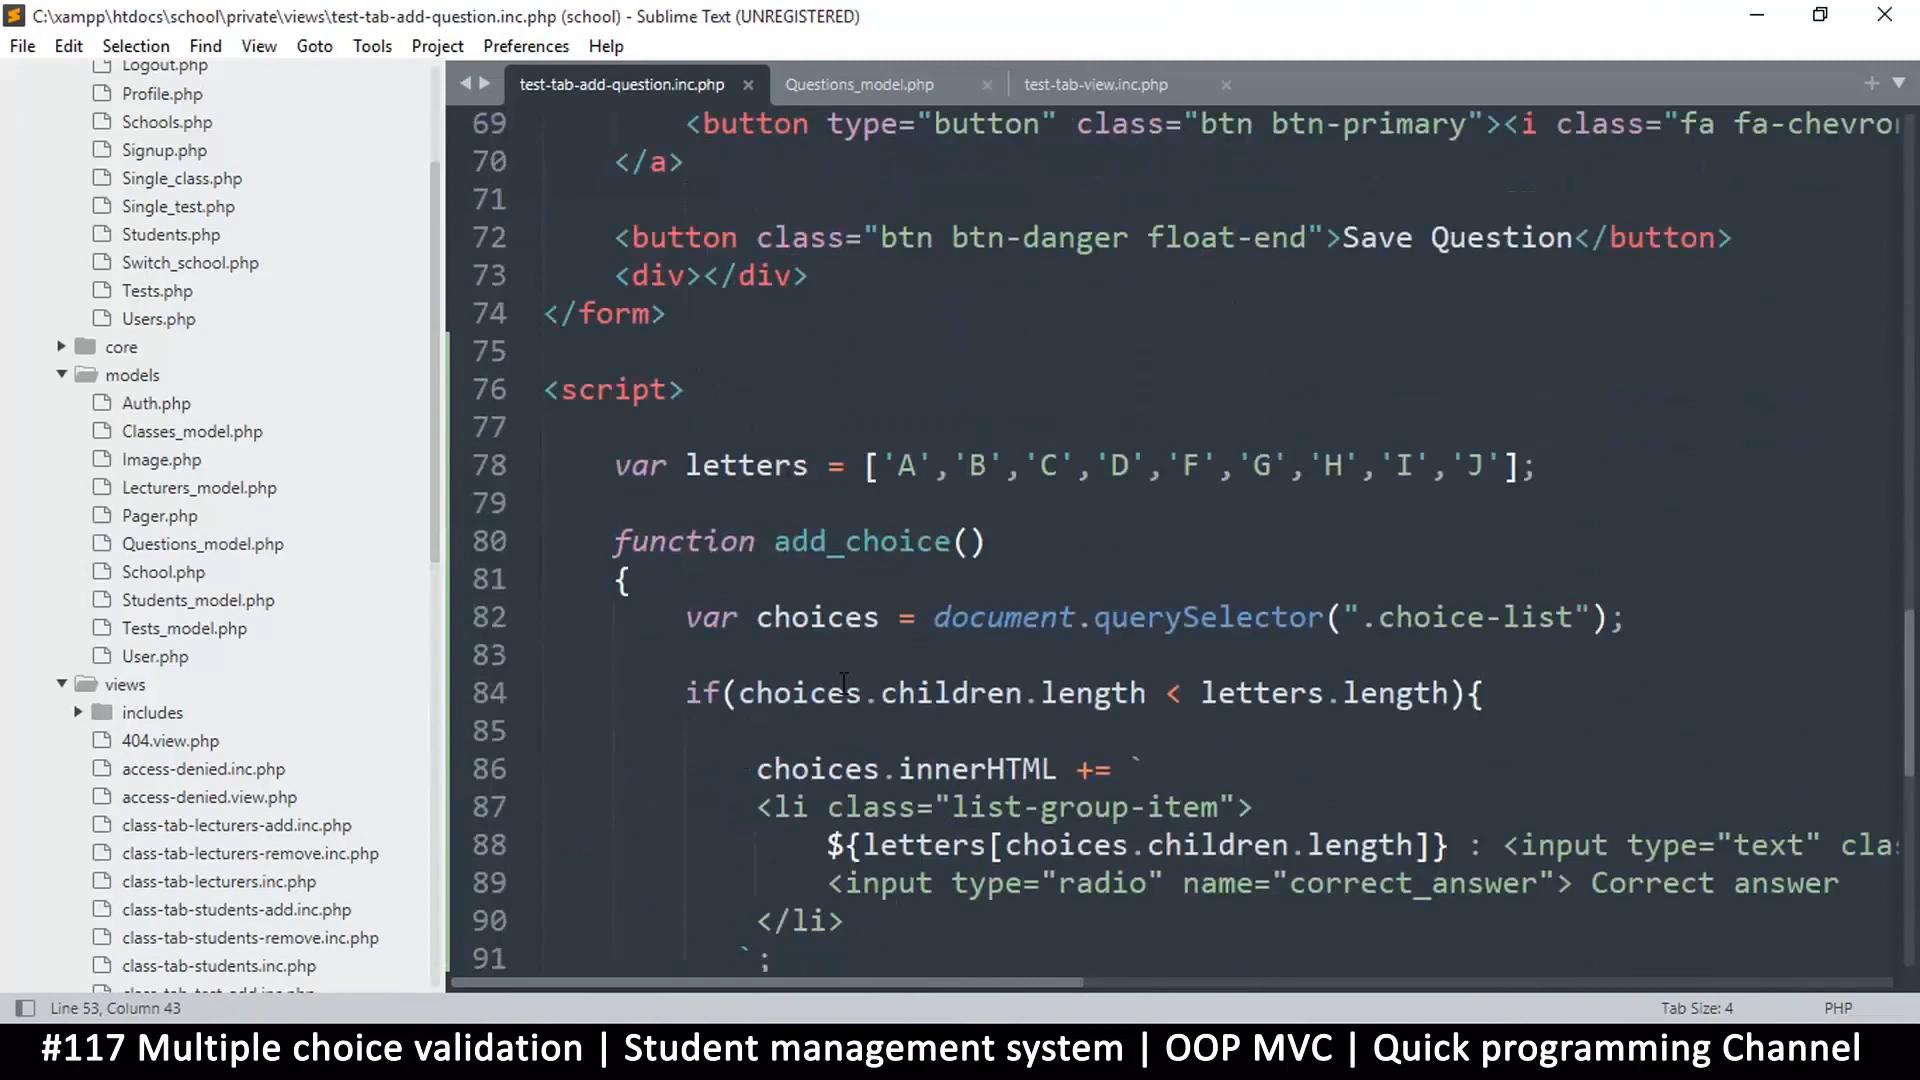 C:\xampp\htdocs\school\private\views\test-tab-add-question.inc.php (school) - Sublime Text (UNREGISTERED)
File Edit Selection Find View Goto Tools Project Preferences Help
Logout.php
Profile.php
Schools.php
Signup.php
Single_class.php
Single_test.php
Students.php
Switch_school.php
Tests.php
Users.php
core
models
Auth.php
Classes_model.php
Image.php
Lecturers_model.php
Pager.php
Questions_model.php
School.php
Students_model.php
Tests_model.php
User.php
views
includes
404.view.php
access-denied.inc.php
access-denied.view.php
class-tab-lecturers-add.inc.php
class-tab-lecturers-remove.inc.php
class-tab-lecturers.inc.php
class-tab-students-add.inc.php
class-tab-students-remove.inc.php
class-tab-students.inc.php
test-tab-add-question.inc.php × Questions_model.php × test-tab-view.inc.php ×
69 <button type="button" class="btn btn-primary"><i class="fa fa-chevron
70 </a>
71
72 <button class="btn btn-danger float-end">Save Question</button>
73 <div></div>
74 </form>
75
76 <script>
77
78 var letters = ['A','B','C','D','F','G','H','I','J'];
79
80 function add_choice()
81 {
82 var choices = document.querySelector(".choice-list");
83
84 if(choices.children.length < letters.length){
85
86 choices.innerHTML += `
87 <li class="list-group-item">
88 ${letters[choices.children.length]} : <input type="text" clas
89 <input type="radio" name="correct_answer"> Correct answer
90 </li>
91 `;
Line 53, Column 43
Tab Size: 4
PHP
#117 Multiple choice validation | Student management system | OOP MVC | Quick programming Channel